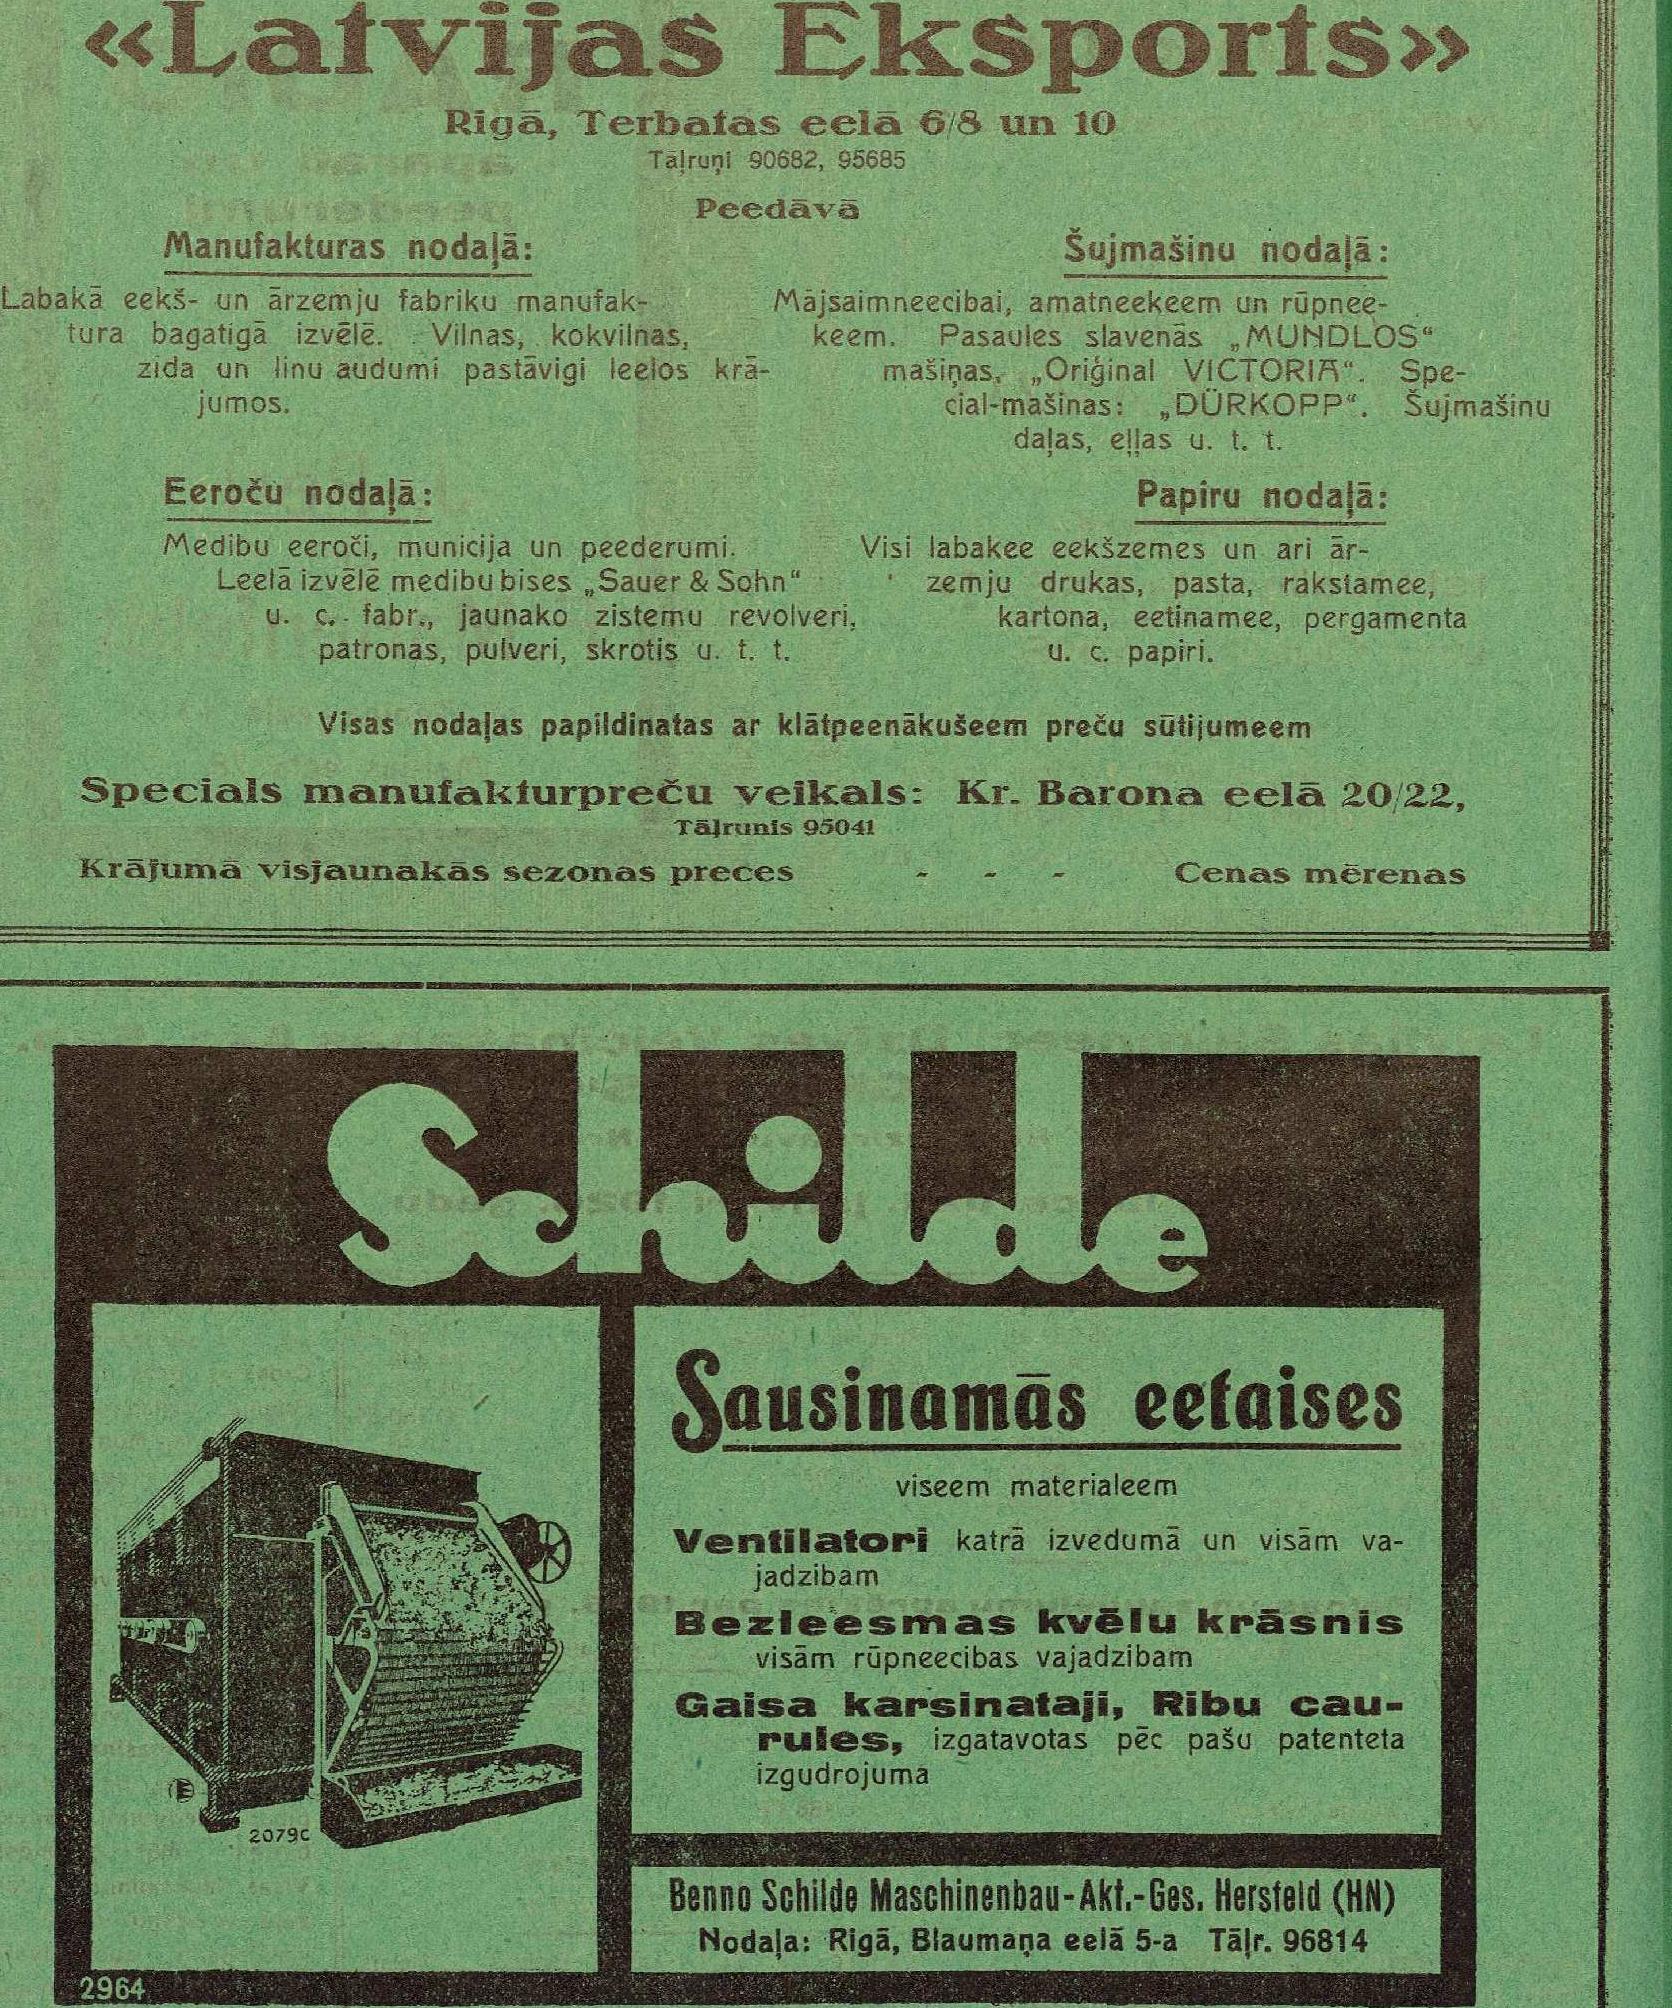 «Latvijas Eksports»
Rigā, Terbatas eelā 6/8 un 10
Tāļruņi 90682, 95685
Peedāvā
Manufakturas nodaļā:
Labakā eekš- un ārzemju fabriku manufak-
tura bagatigā izvēlē. Vilnas, kokvilnas,
zida un linu audumi pastāvigi leelos krā-
jumos.
Šujmašinu nodaļā:
Mājsaimneecibai, amatneekeem un rūpnee-
keem. Pasaules slavenās „MUNDLOS“
mašiņas, „Oriģinal VICTORIA“. Spe-
cial-mašinas: „DÜRKOPP“. Šujmašinu
daļas, eļļas u. t. t.
Eeroču nodaļā:
Medibu eeroči, municija un peederumi.
Leelā izvēlē medibu bises „Sauer & Sohn“
u. c. fabr., jaunako zistemu revolveri,
patronas, pulveri, skrotis u. t. t.
Papiru nodaļā:
Visi labakee eekšzemes un ari ār-
zemju drukas, pasta, rakstamee,
kartona, eetinamee, pergamenta
u. c. papiri.
Visas nodaļas papildinatas ar klātpeenākušeem preču sūtijumeem
Specials manufakturpreču veikals: Kr. Barona eelā 20/22,
Tāļrunis 95041
Krājumā visjaunakās sezonas preces - - - Cenas mērenas
Schilde
Sausinamās eetaises
viseem materialeem
Ventilatori katrā izvedumā un visām va-
jadzibam
Bezleesmas kvēlu krāsnis
visām rūpneecibas vajadzibam
Gaisa karsinataji, Ribu cau-
rules, izgatavotas pēc pašu patenteta
izgudrojuma
2079c
Benno Schilde Maschinenbau-Akt.-Ges. Hersfeld (HN)
Nodaļa: Rigā, Blaumaņa eelā 5-a Tāļr. 96814
2964